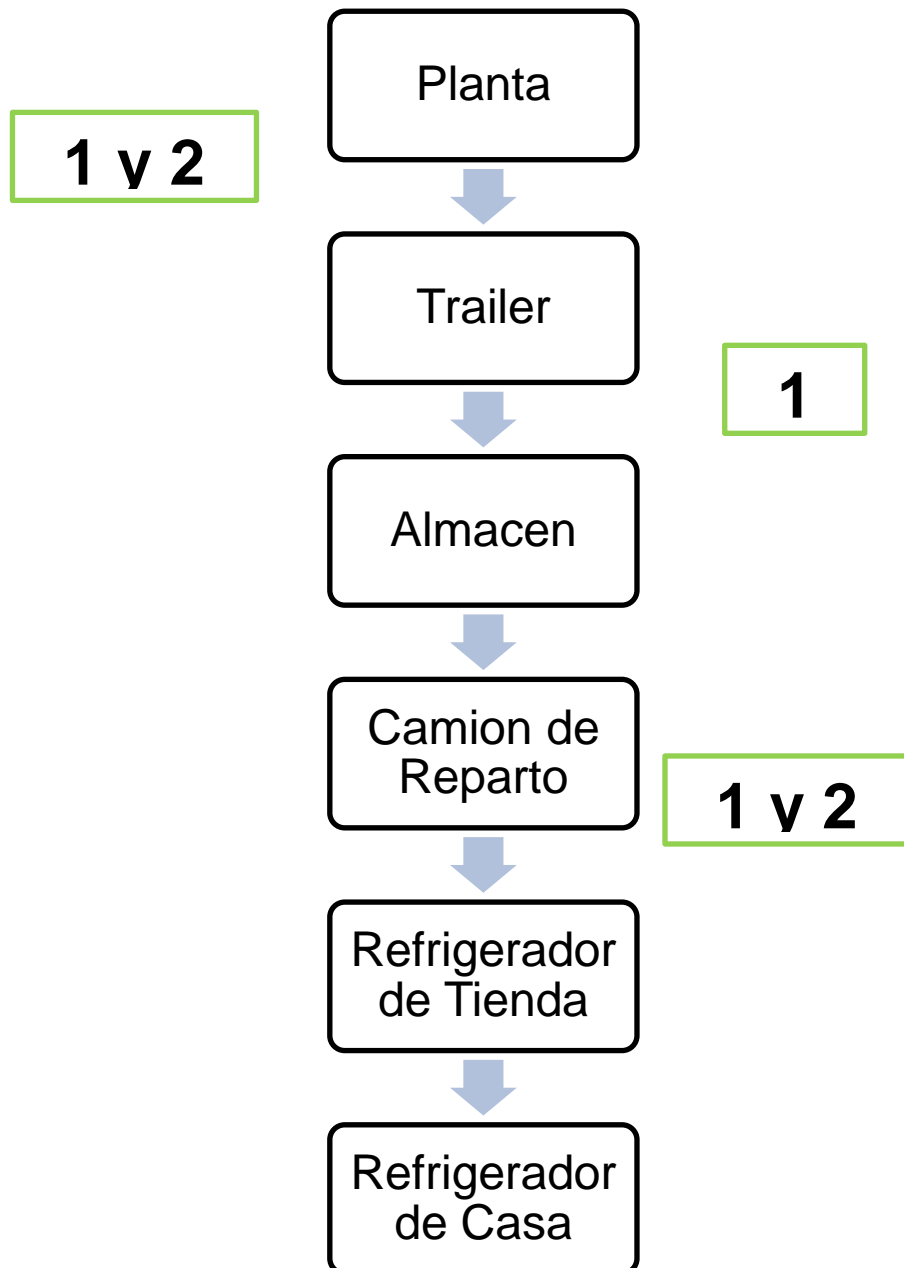 Planta
1 y 2
Trailer
1
Almacen
Camion de
Reparto
1 y 2
Refrigerador
de Tienda
Refrigerador
de Casa